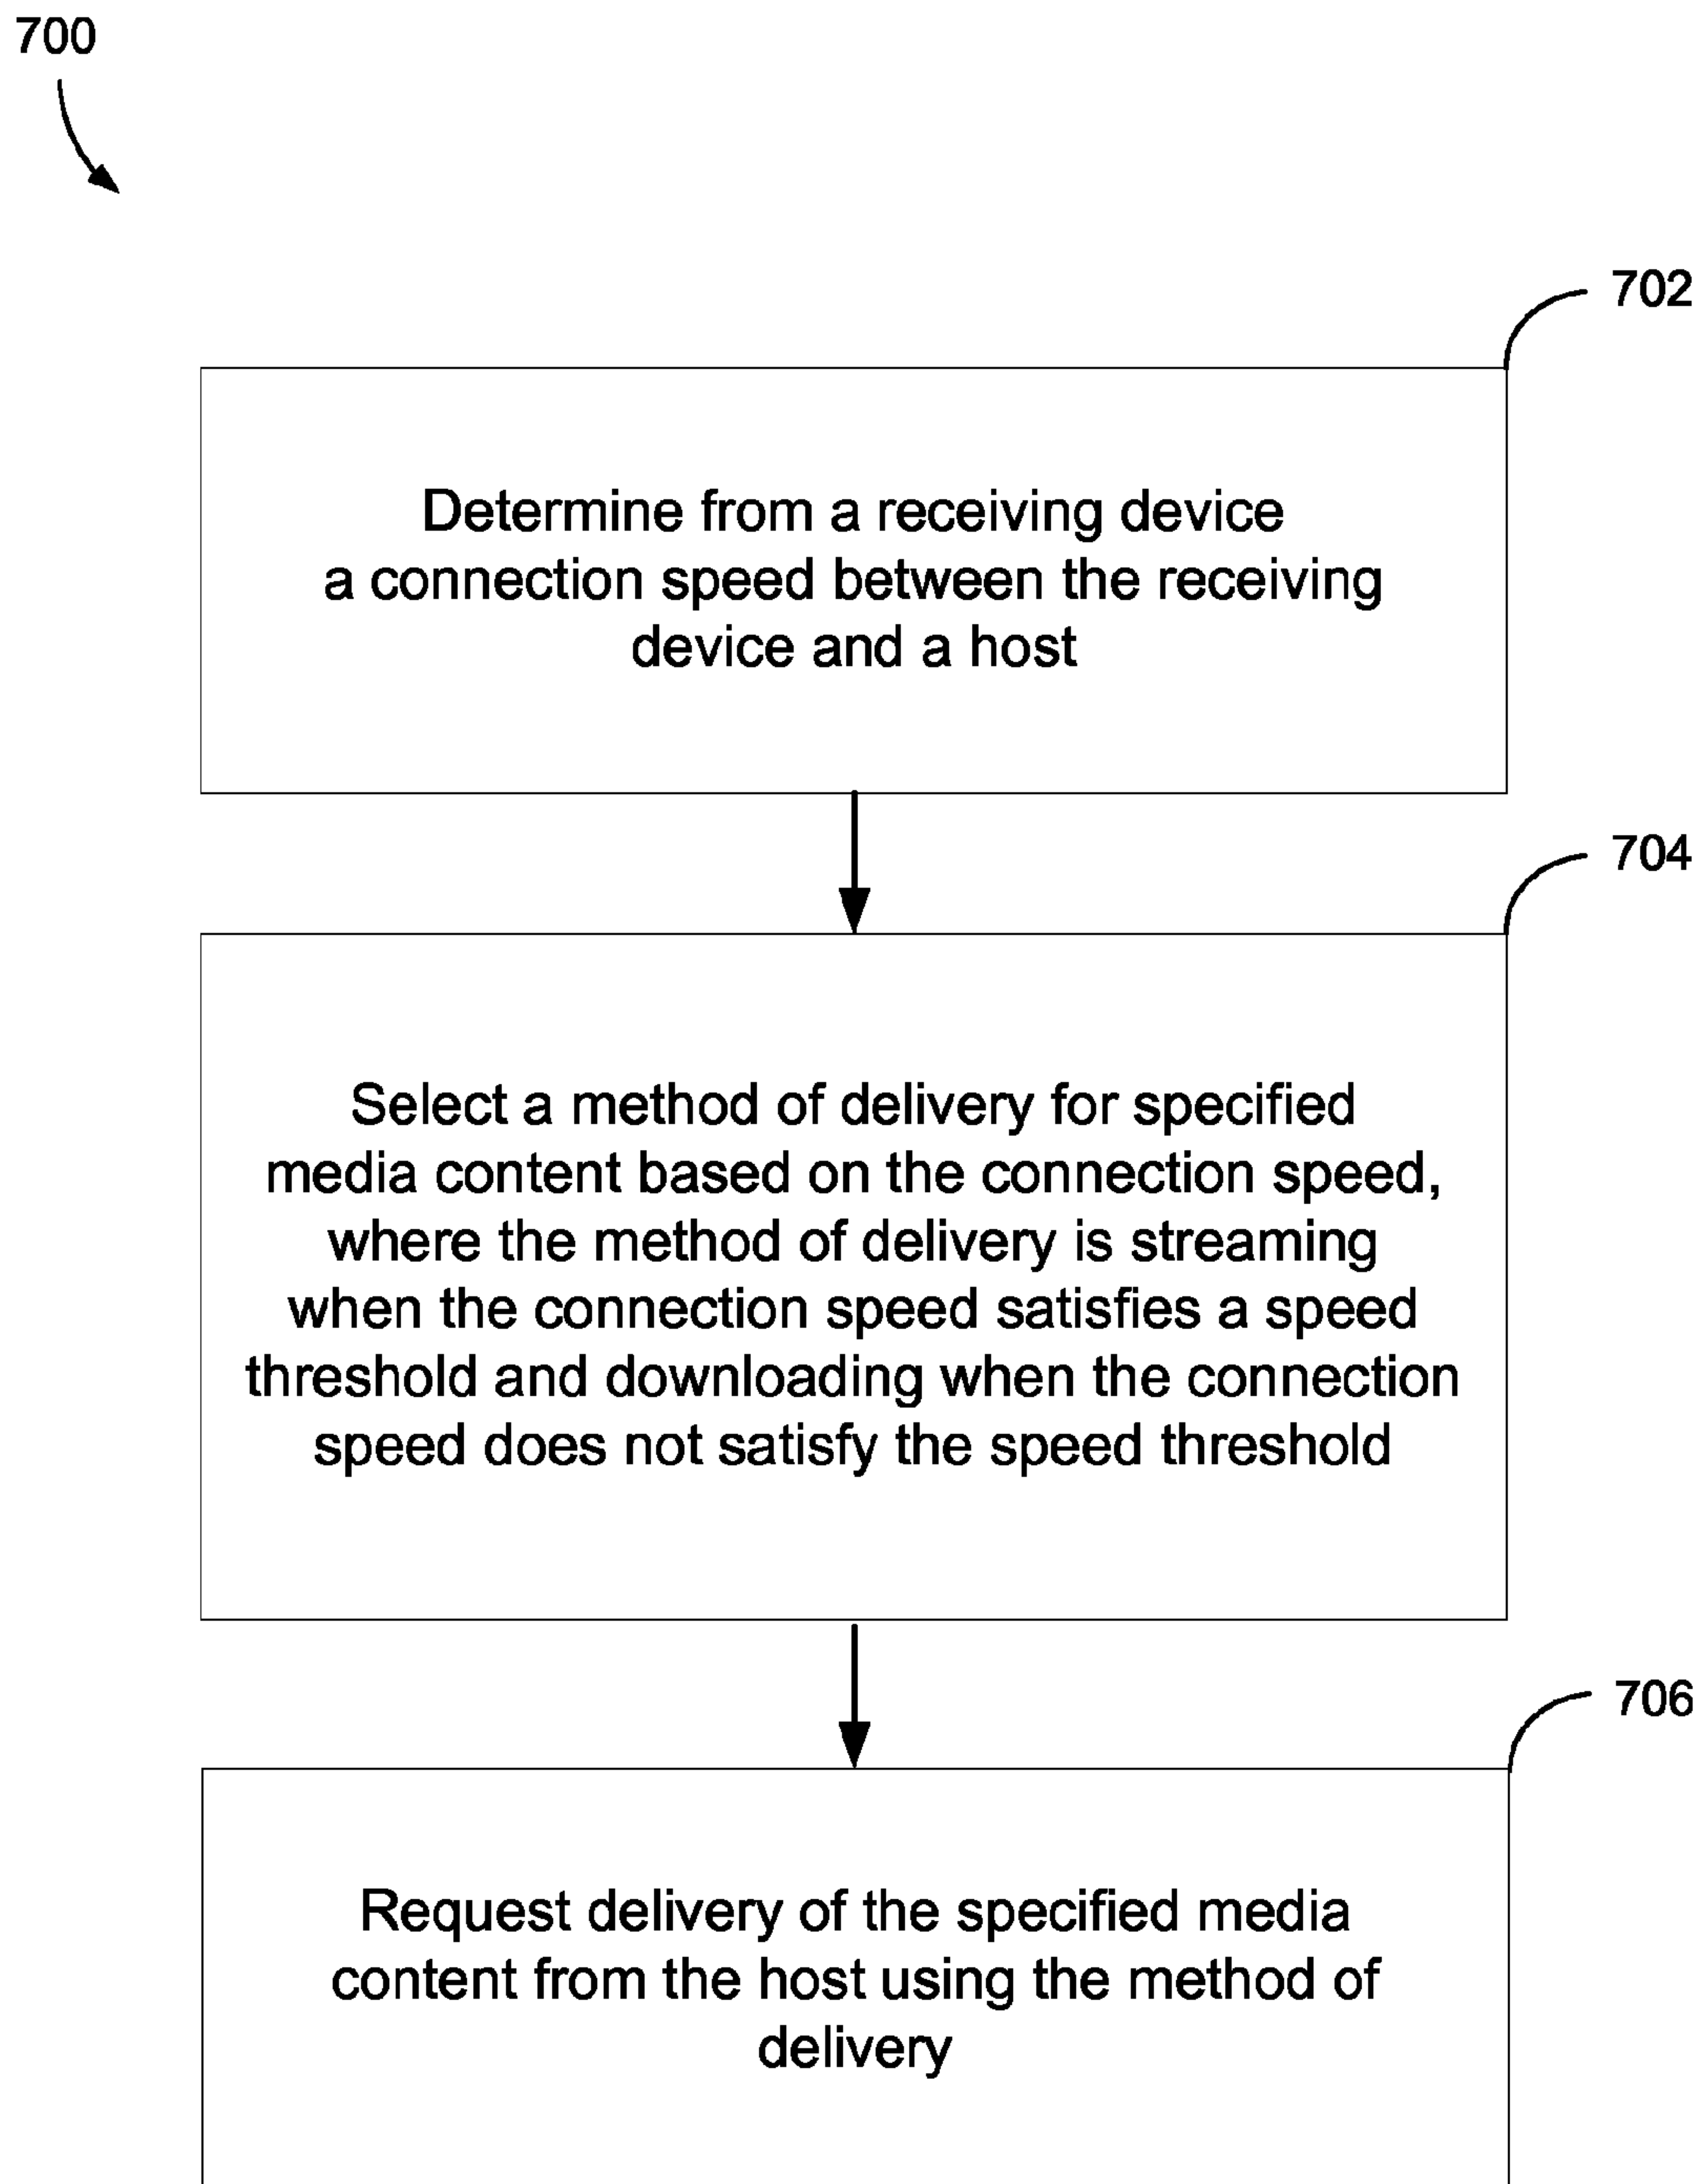 700
702
Determine from a receiving device
a connection speed between the receiving
device and a host
704
Select a method of delivery for specified
media content based on the connection speed,
where the method of delivery is streaming
when the connection speed satisfies a speed
threshold and downloading when the connection
speed does not satisfy the speed threshold
706
Request delivery of the specified media
content from the host using the method of
delivery